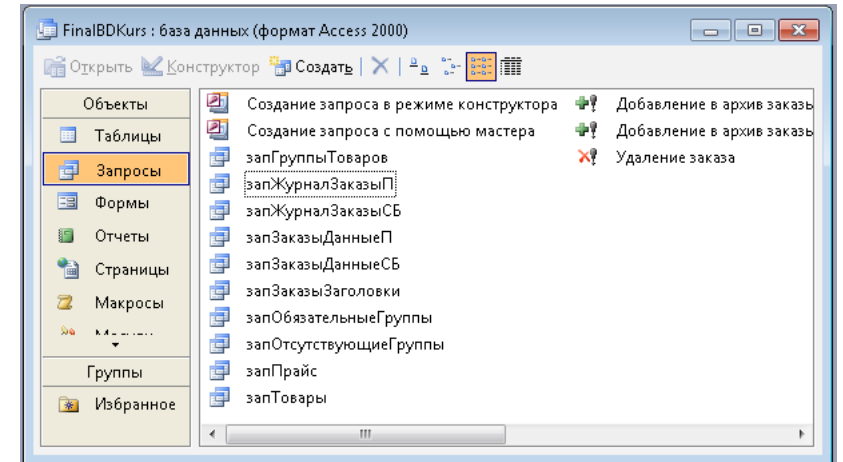 FinalBDKurs : база данных (формат Access 2000)
Открыть Конструктор Создать
Объекты
Таблицы
Запросы
Формы
Отчеты
Страницы
Макросы
Группы
Избранное
Создание запроса в режиме конструктора
Создание запроса с помощью мастера
запГруппыТоваров
запЖурналЗаказыП
запЖурналЗаказыСБ
запЗаказыДанныеП
запЗаказыДанныеСБ
запЗаказыЗаголовки
запОбязательныеГруппы
запОтсутствующиеГруппы
запПрайс
запТовары
Добавление в архив заказь
Добавление в архив заказь
Удаление заказа